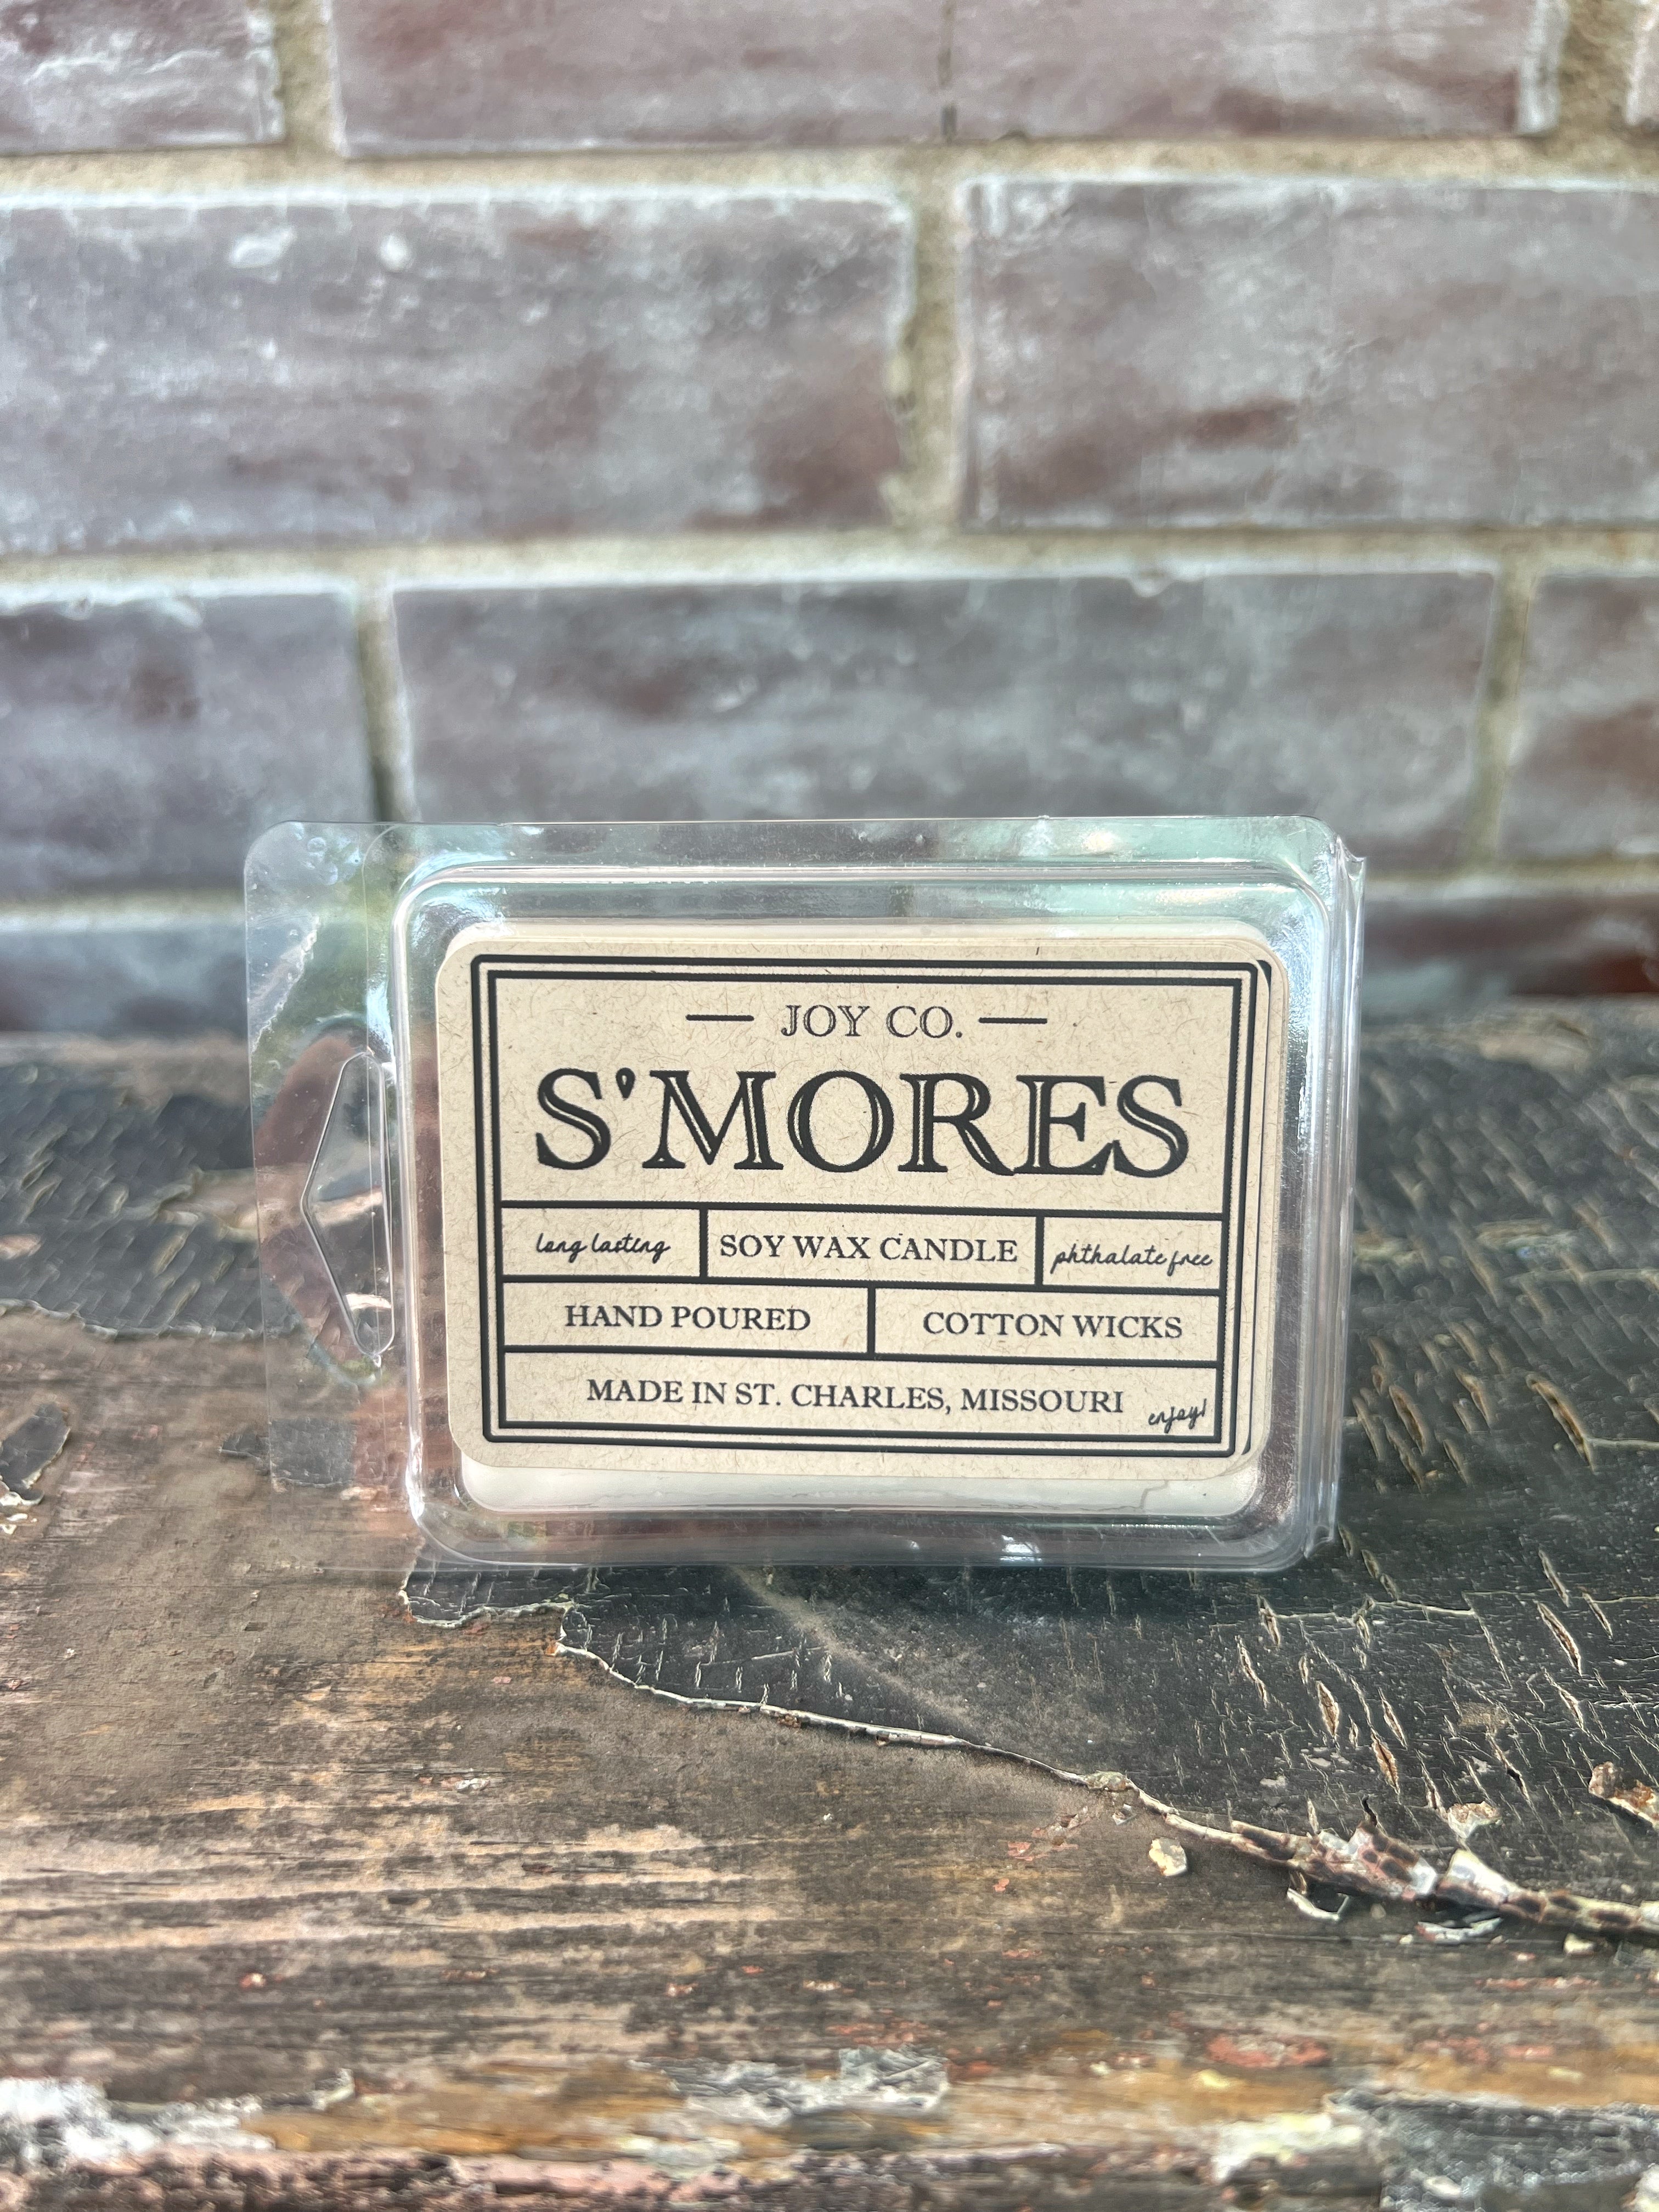 JOY CO.
S'MORES
long lasting SOY WAX CANDLE phthalate free
HAND POURED COTTON WICKS
MADE IN ST. CHARLES, MISSOURI
enjoy!